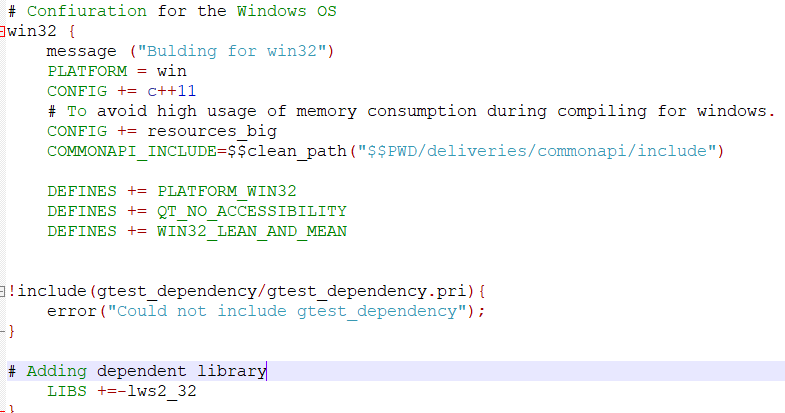 # Confiuration for the Windows OS
win32 {
message ("Bulding for win32")
PLATFORM = win
CONFIG += c++11
# To avoid high usage of memory consumption during compiling for windows.
CONFIG += resources_big
COMMONAPI_INCLUDE=$$clean_path("$$PWD/deliveries/commonapi/include")
DEFINES += PLATFORM_WIN32
DEFINES += QT_NO_ACCESSIBILITY
DEFINES += WIN32_LEAN_AND_MEAN
!include(gtest_dependency/gtest_dependency.pri){
error("Could not include gtest_dependency");
}
# Adding dependent library
LIBS +=-lws2_32
}